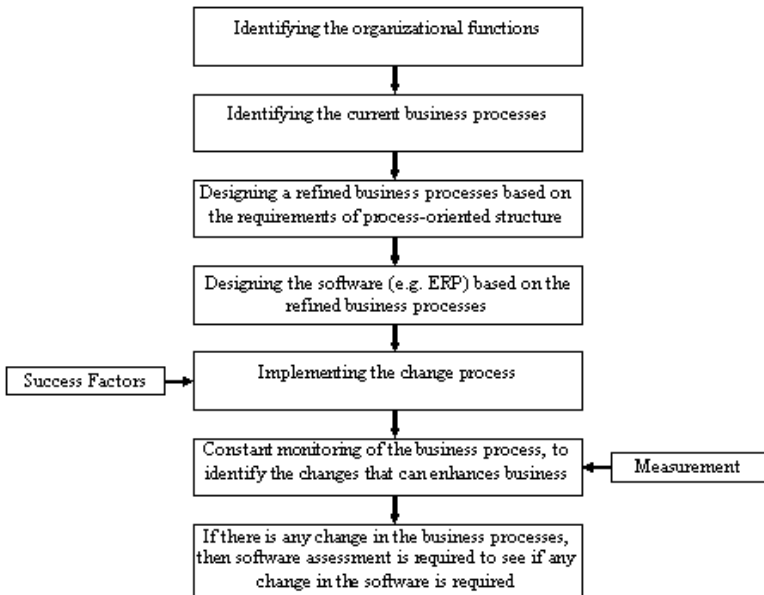 Identifying the organizational functions
Identifying the current business processes
Designing a refined business processes based on
the requirements of process-oriented structure
Designing the software (e.g. ERP) based on the
refined business processes
Success Factors
Implementing the change process
Constant monitoring of the business process, to
identify the changes that can enhances business
Measurement
If there is any change in the business processes,
then software assessment is required to see if any
change in the software is required